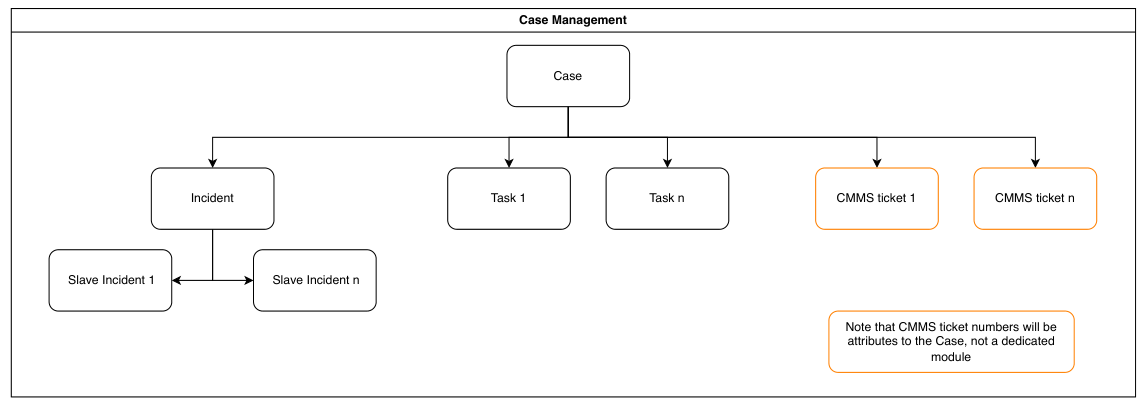 Case Management
Case
Incident
Task 1
Task n
CMMS ticket 1
CMMS ticket n
Slave Incident 1
Slave Incident n
Note that CMMS ticket numbers will be
attributes to the Case, not a dedicated
module